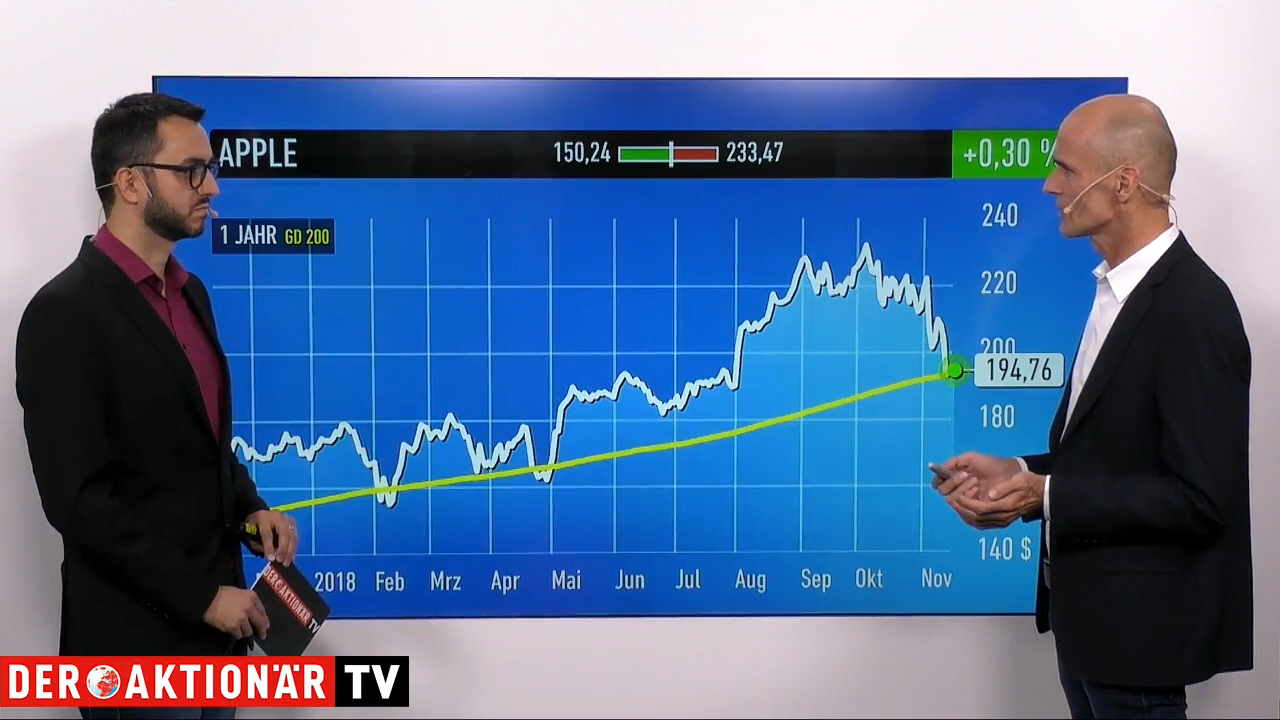 APPLE
150,24
233,47
+0,30 %
1 JAHR GD 200
240
220
200
194,76
180
140 $
2018 Feb Mrz Apr Mai Jun Jul Aug Sep Okt Nov
DER AKTIONÄR TV
DER AKTIONÄR TV